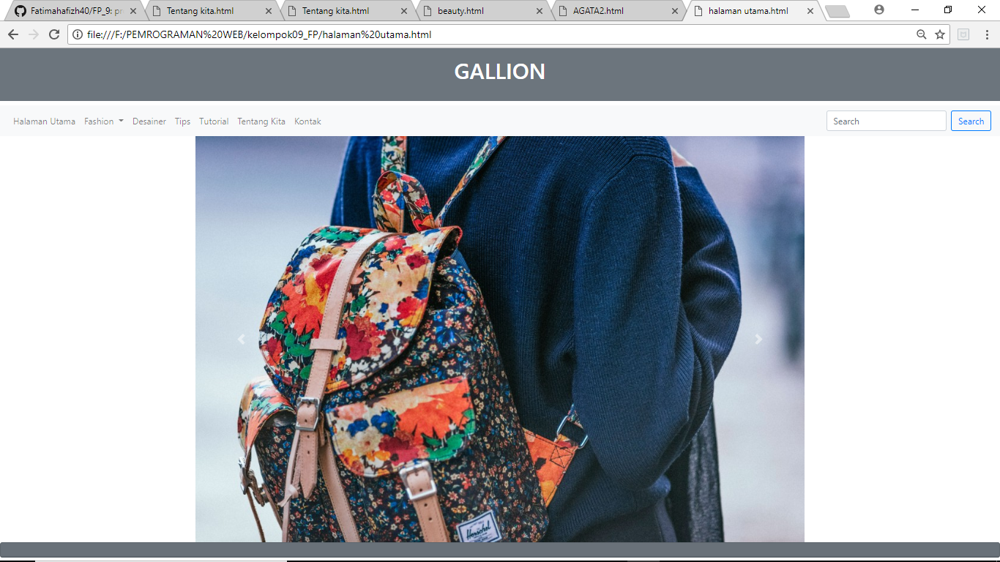 Fatimahafizh40/FP_9: pr
Tentang kita.html
Tentang kita.html
beauty.html
AGATA2.html
halaman utama.html
file:///F:/PEMROGRAMAN%20WEB/kelompok09_FP/halaman%20utama.html
GALLION
Halaman Utama Fashion Desainer Tips Tutorial Tentang Kita Kontak Search Search
Herschel